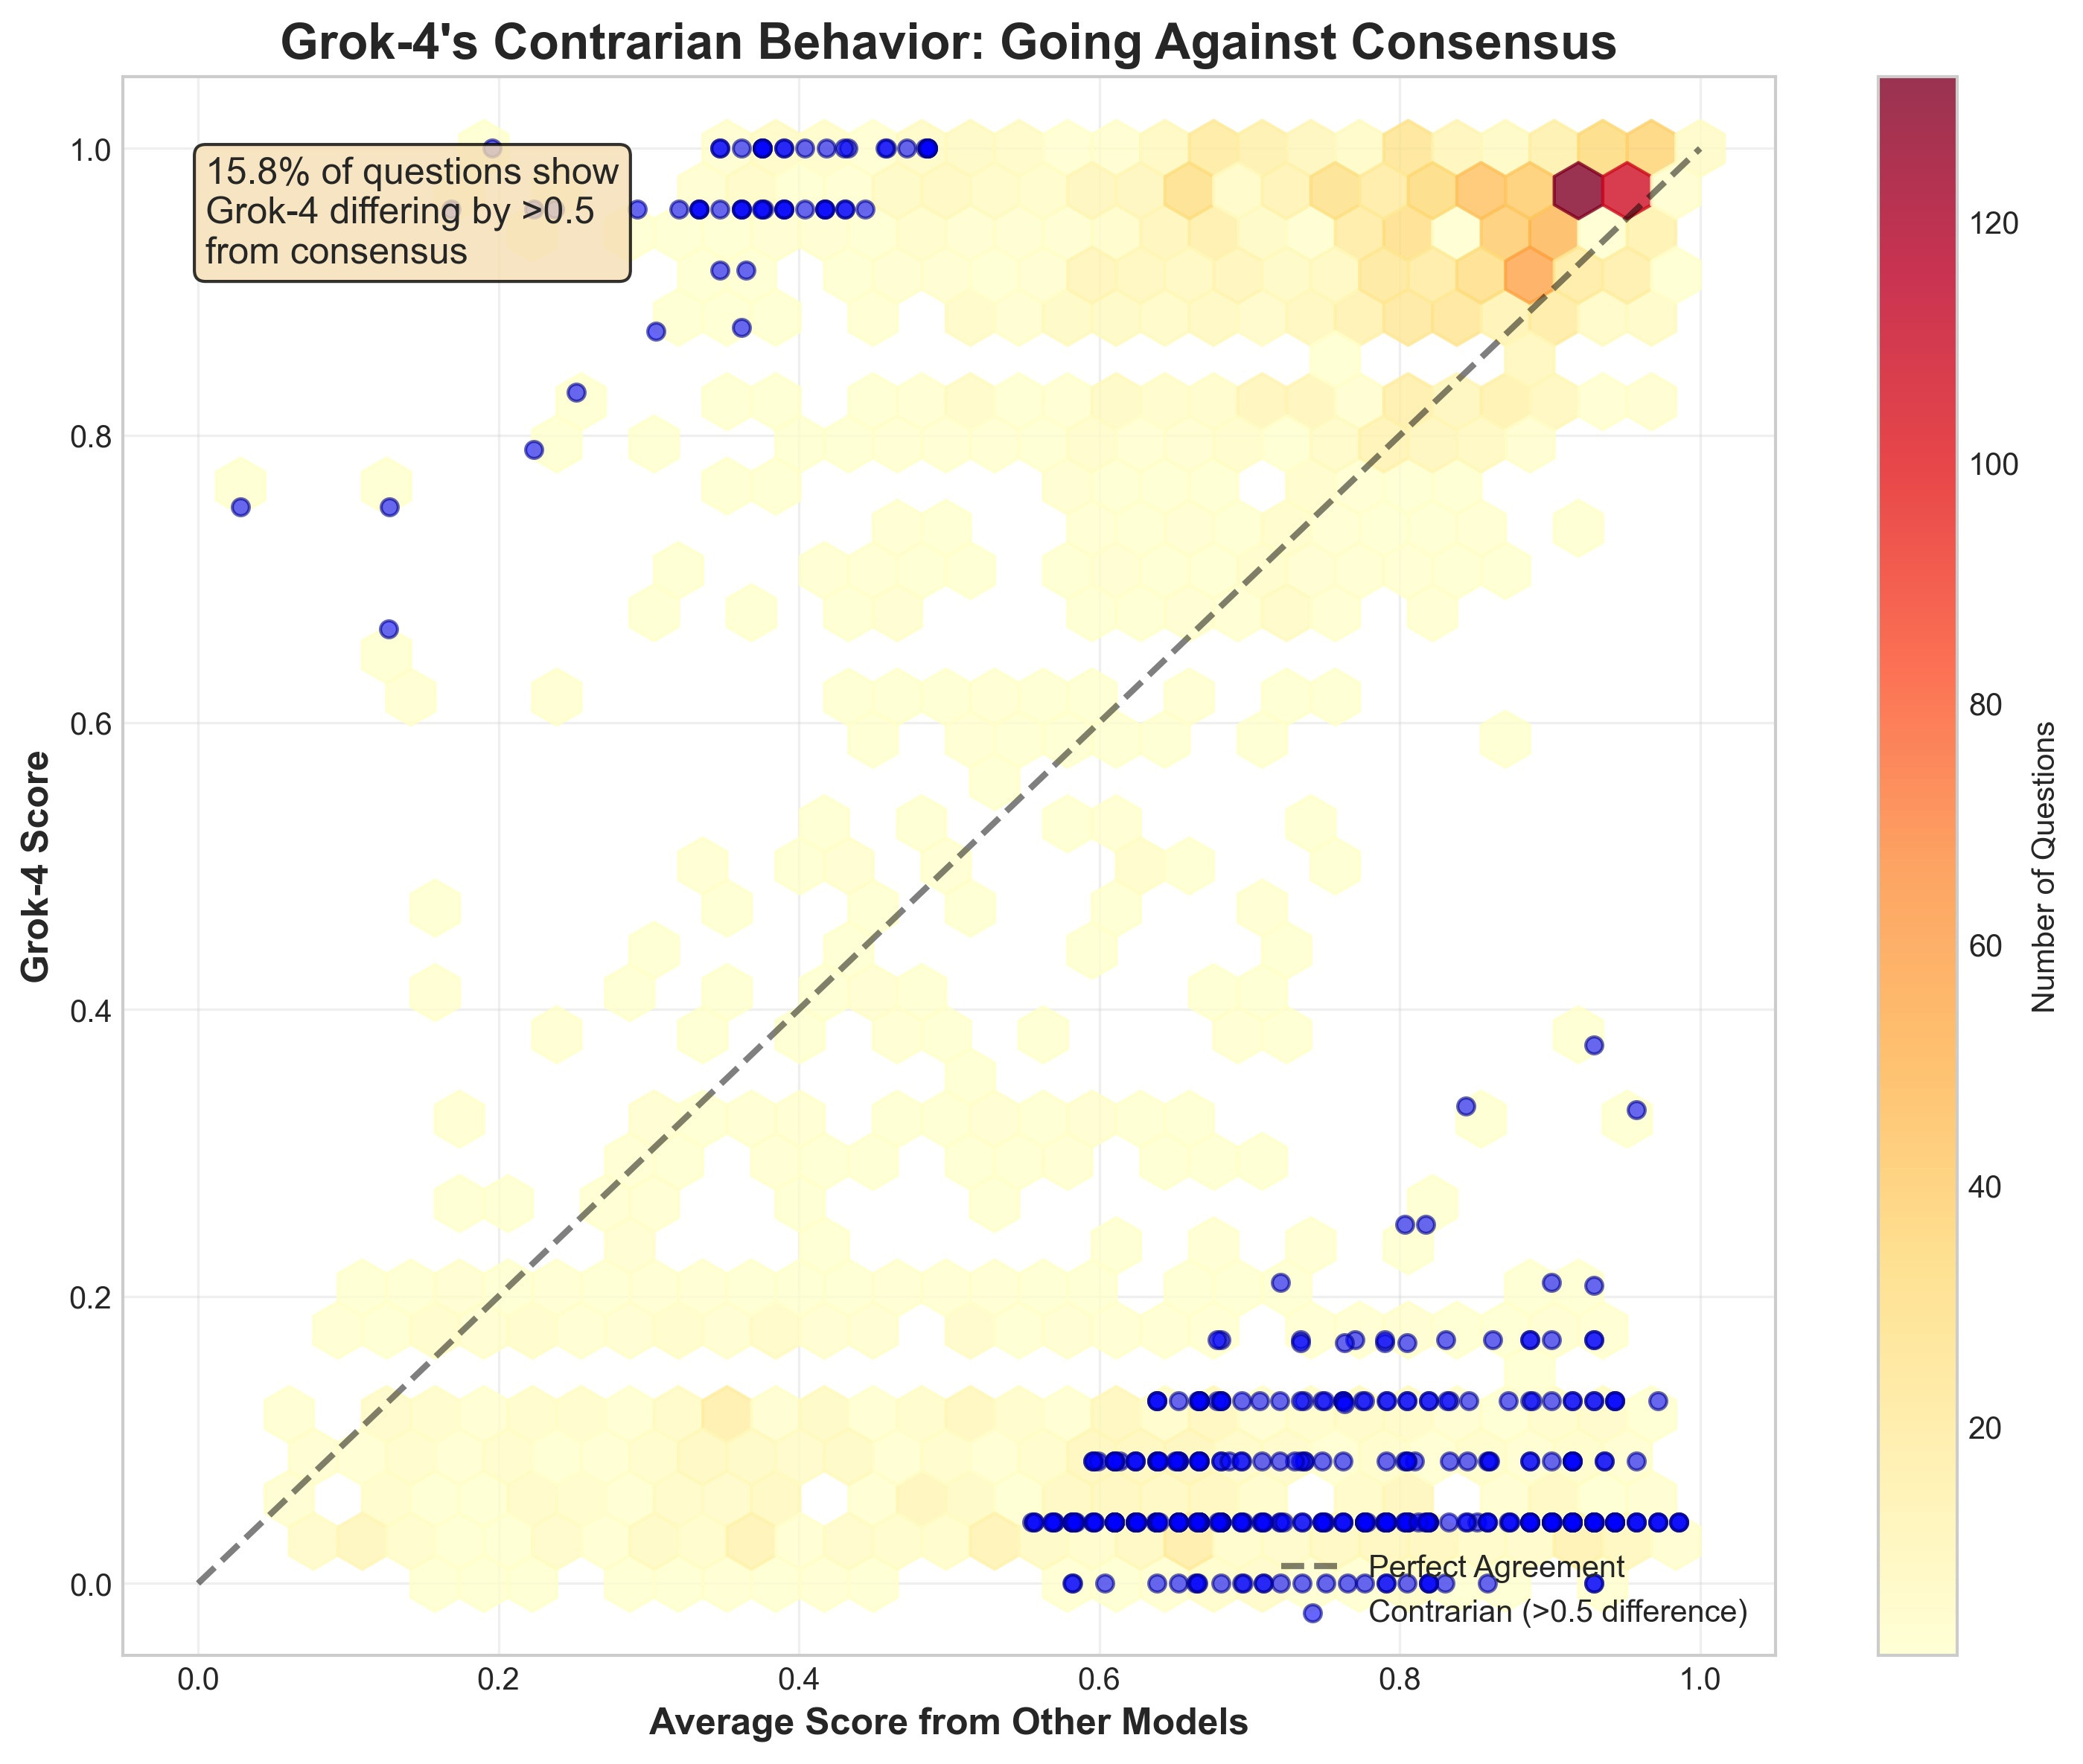 Grok-4's Contrarian Behavior: Going Against Consensus
15.8% of questions show
Grok-4 differing by >0.5
from consensus
Grok-4 Score
1.0
0.8
0.6
0.4
0.2
0.0
0.0 0.2 0.4 0.6 0.8 1.0
Average Score from Other Models
Perfect Agreement
Contrarian (>0.5 difference)
120
100
80
60
40
20
Number of Questions